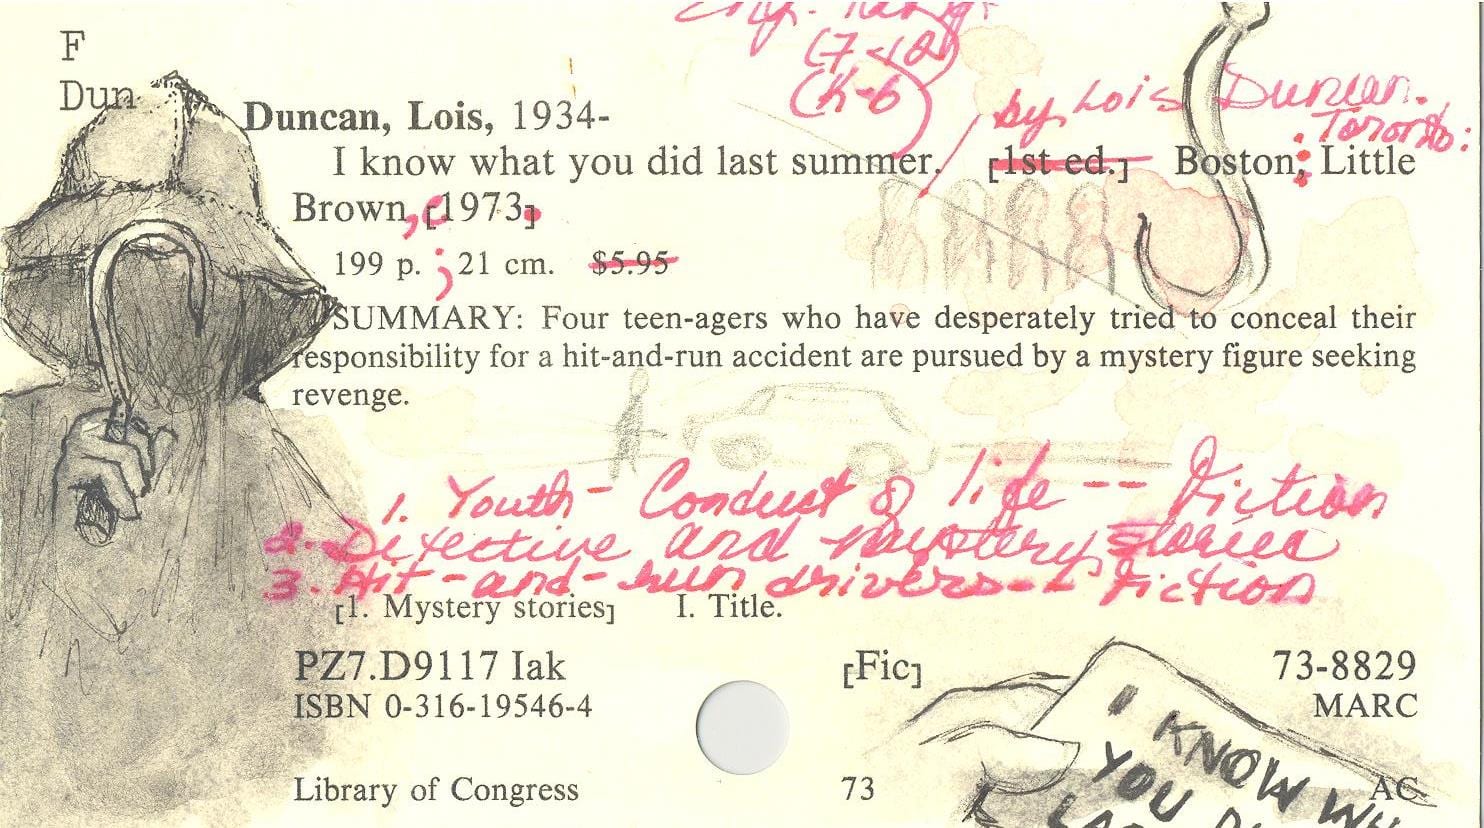 F
Dun
(7-12)
(K-6)
by Lois Duncan.
Toronto:
Duncan, Lois, 1934-
I know what you did last summer. [1st ed.] Boston; Little
Brown, [1973]
199 p. ; 21 cm. $5.95
SUMMARY: Four teen-agers who have desperately tried to conceal their
responsibility for a hit-and-run accident are pursued by a mystery figure seeking
revenge.
1. Youth - Conduct of life -- Fiction
2. Detective and mystery stories
3. Hit-and-run drivers -- Fiction
[1. Mystery stories] I. Title.
PZ7.D9117 Iak [Fic] 73-8829
ISBN 0-316-19546-4 MARC
Library of Congress 73 AC
I KNOW WH
YOU DI